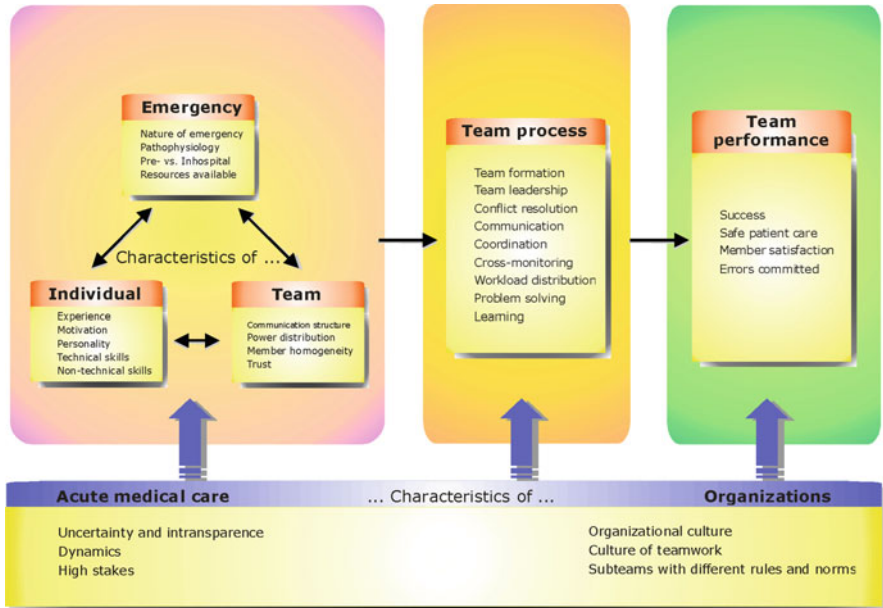 Emergency
Nature of emergency
Pathophysiology
Pre- vs. Inhospital
Resources available
Characteristics of ...
Individual
Experience
Motivation
Personality
Technical skills
Non-technical skills
Team
Communication structure
Power distribution
Member homogeneity
Trust
Team process
Team formation
Team leadership
Conflict resolution
Communication
Coordination
Cross-monitoring
Workload distribution
Problem solving
Learning
Team
performance
Success
Safe patient care
Member satisfaction
Errors committed
Acute medical care
... Characteristics of ...
Organizations
Uncertainty and intransparence
Dynamics
High stakes
Organizational culture
Culture of teamwork
Subteams with different rules and norms